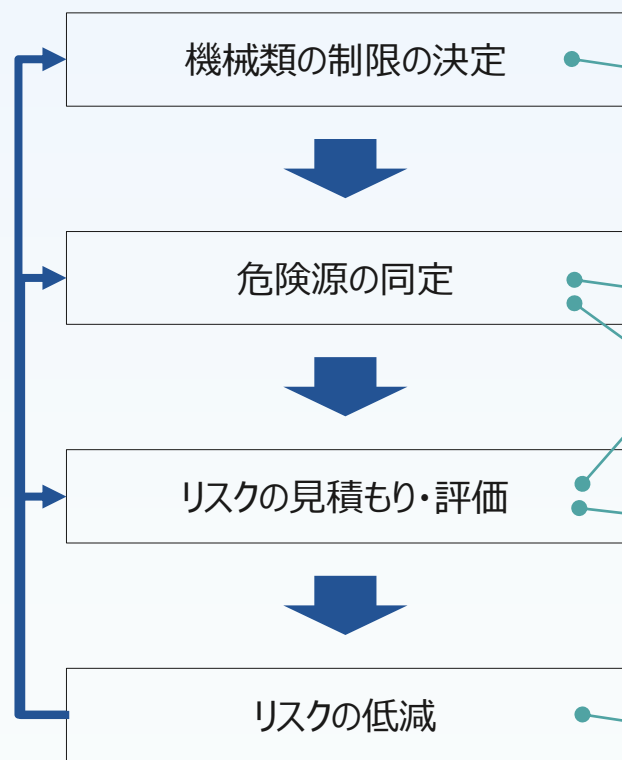 機械類の制限の決定
危険源の同定
リスクの見積もり・評価
リスクの低減